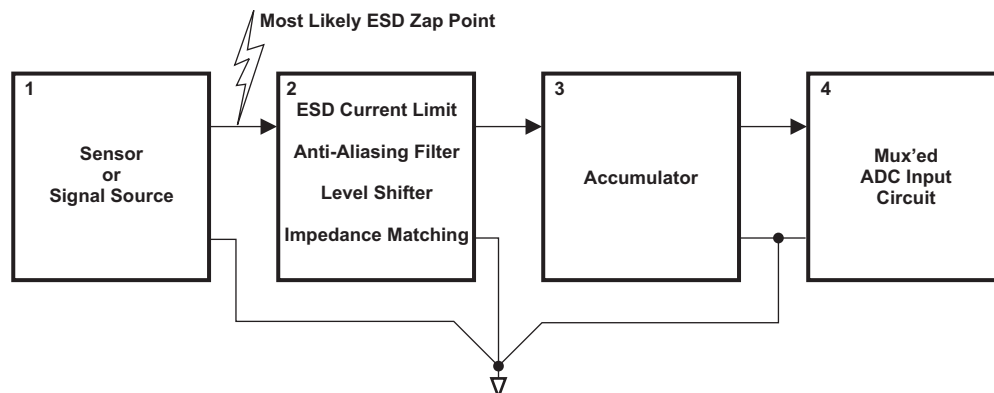 Most Likely ESD Zap Point
1
Sensor
or
Signal Source
2
ESD Current Limit
Anti-Aliasing Filter
Level Shifter
Impedance Matching
3
Accumulator
4
Mux'ed
ADC Input
Circuit